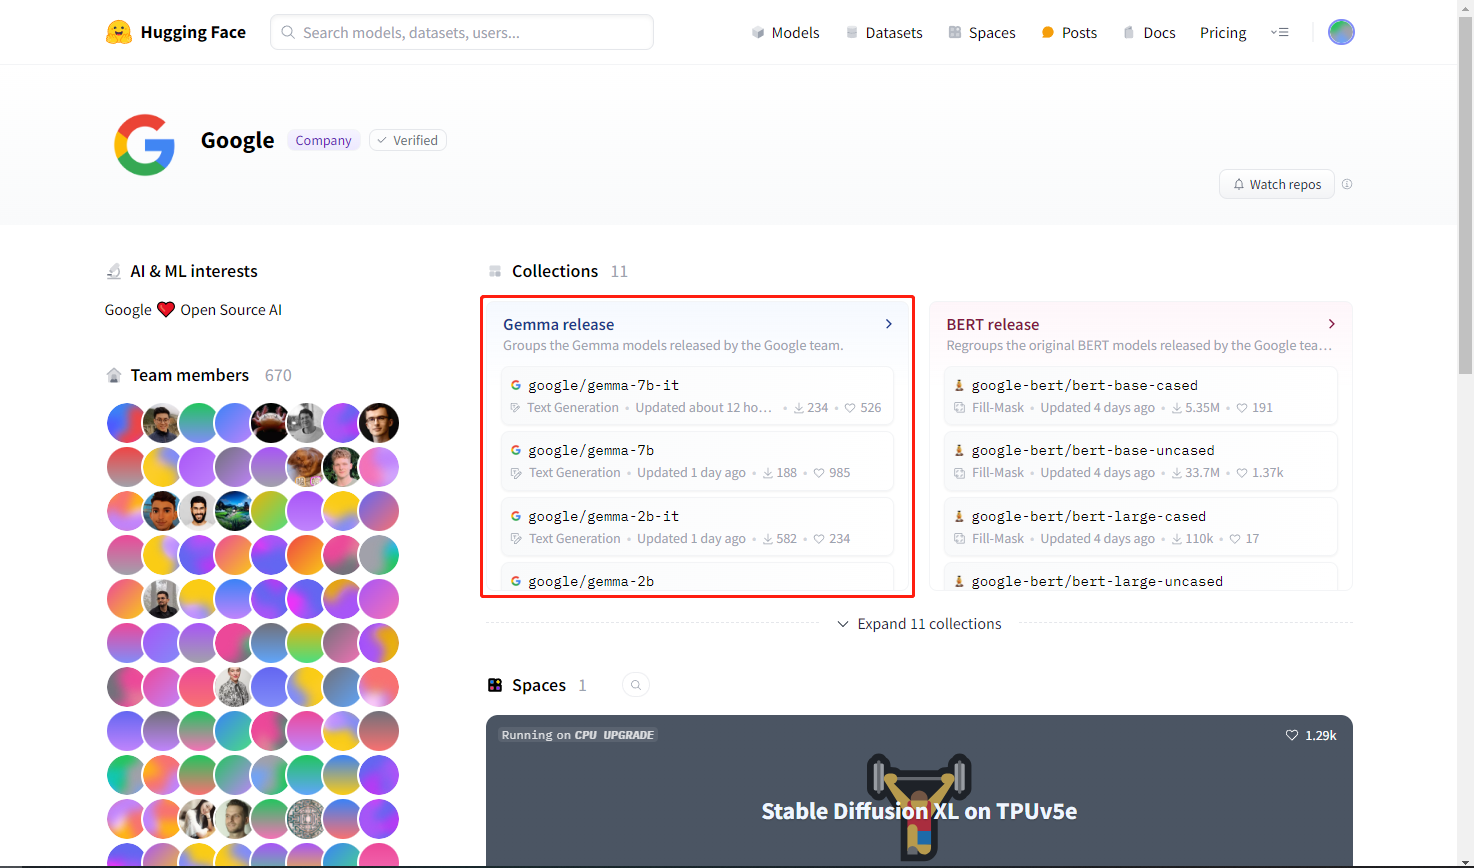 Hugging Face
Search models, datasets, users...
Models
Datasets
Spaces
Posts
Docs
Pricing
Google
Company
Verified
Watch repos
AI & ML interests
Google ❤️ Open Source AI
Team members 670
Collections 11
Gemma release
Groups the Gemma models released by the Google team.
google/gemma-7b-it
Text Generation • Updated about 12 ho... • 234 • 526
google/gemma-7b
Text Generation • Updated 1 day ago • 188 • 985
google/gemma-2b-it
Text Generation • Updated 1 day ago • 582 • 234
google/gemma-2b
BERT release
Regroups the original BERT models released by the Google tea...
google-bert/bert-base-cased
Fill-Mask • Updated 4 days ago • 5.35M • 191
google-bert/bert-base-uncased
Fill-Mask • Updated 4 days ago • 33.7M • 1.37k
google-bert/bert-large-cased
Fill-Mask • Updated 4 days ago • 110k • 17
google-bert/bert-large-uncased
Expand 11 collections
Spaces 1
Running on CPU UPGRADE
1.29k
Stable Diffusion XL on TPUv5e